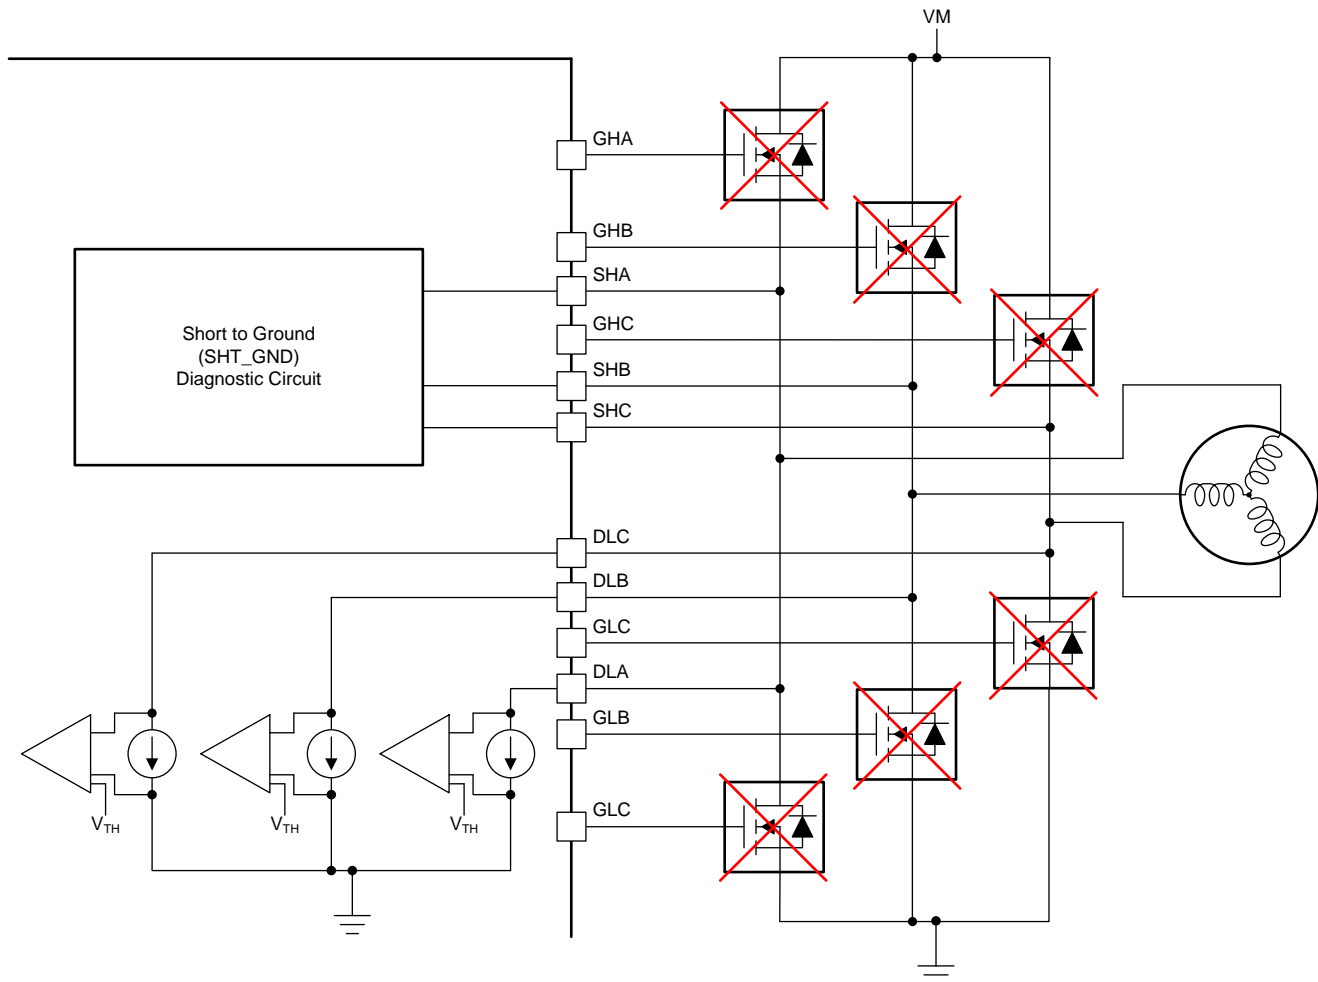 VM
GHA
GHB
SHA
GHC
SHB
SHC
Short to Ground
(SHT_GND)
Diagnostic Circuit
DLC
DLB
GLC
DLA
GLB
GLC
VTH
VTH
VTH